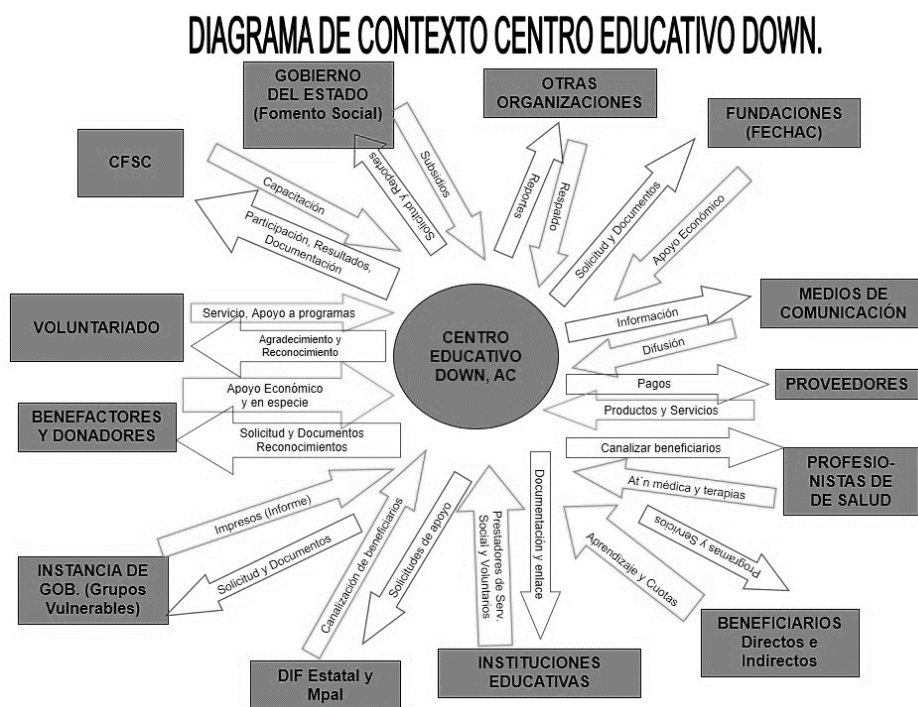 DIAGRAMA DE CONTEXTO CENTRO EDUCATIVO DOWN.
GOBIERNO
DEL ESTADO
(Fomento Social)
OTRAS
ORGANIZACIONES
FUNDACIONES
(FECHAC)
CFSC
Capacitación
Participación, Resultados,
Documentación
Solicitud y Reportes
Subsidios
Reportes
Respaldo
Solicitud y Documentos
Apoyo Económico
VOLUNTARIADO
Servicio, Apoyo a programas
Agradecimiento y
Reconocimiento
CENTRO
EDUCATIVO
DOWN, AC
Información
Difusión
MEDIOS DE
COMUNICACIÓN
BENEFACTORES
Y DONADORES
Apoyo Económico
y en especie
Solicitud y Documentos
Reconocimientos
Pagos
Productos y Servicios
PROVEEDORES
Canalizar beneficiarios
At´n médica y terapias
PROFESIO-
NISTAS DE
DE SALUD
INSTANCIA DE
GOB. (Grupos
Vulnerables)
Impresos (Informe)
Solicitud y Documentos
Canalización de beneficiarios
Solicitudes de apoyo
Prestadores de Serv.
Social y Voluntarios
Documentación y enlace
Aprendizaje y Cuotas
Programas y Servicios
BENEFICIARIOS
Directos e
Indirectos
DIF Estatal y
Mpal
INSTITUCIONES
EDUCATIVAS